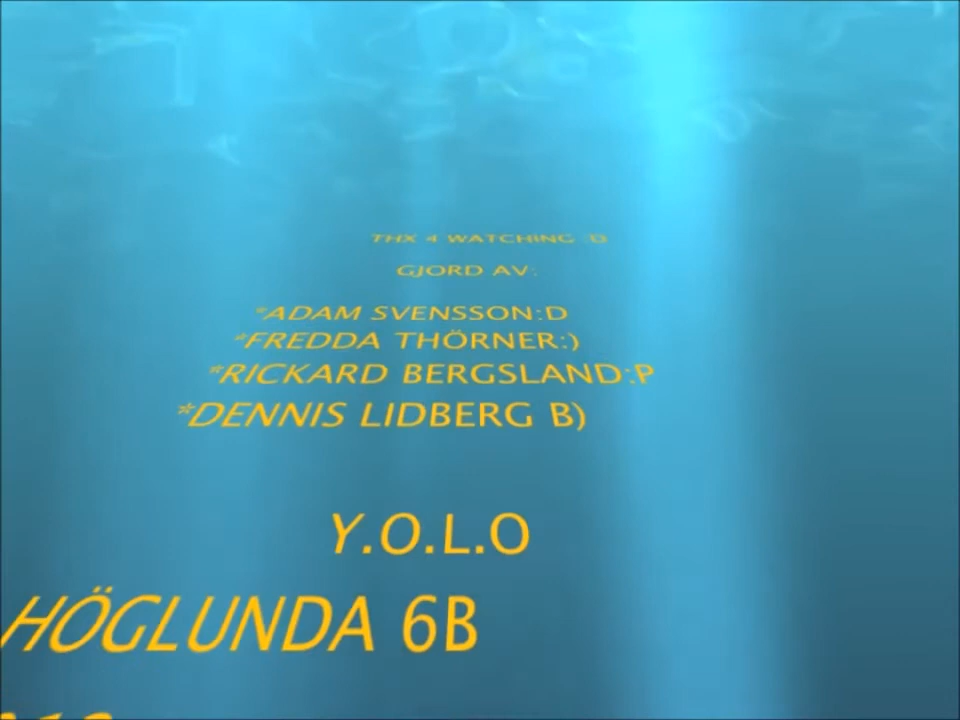 THX 4 WATCHING :D
GJORD AV:
*ADAM SVENSSON:D
*FREDDA THÖRNER:)
*RICKARD BERGSLAND:P
*DENNIS LIDBERG B)
Y.O.L.O
HÖGLUNDA 6B